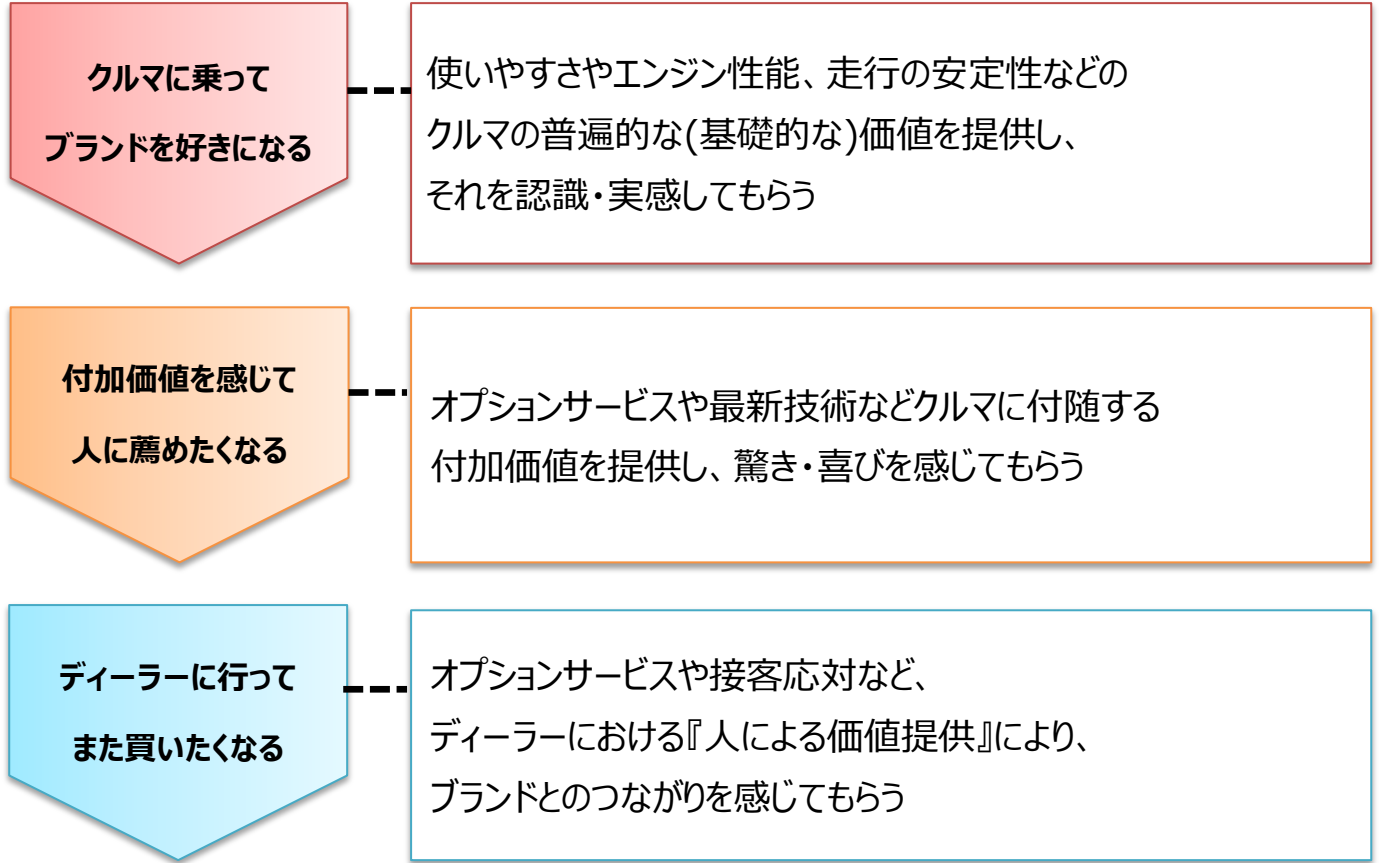 クルマに乗って
ブランドを好きになる
使いやすさやエンジン性能、走行の安定性などの
クルマの普遍的な(基礎的な)価値を提供し、
それを認識・実感してもらう
付加価値を感じて
人に薦めたくなる
オプションサービスや最新技術などクルマに付随する
付加価値を提供し、驚き・喜びを感じてもらう
ディーラーに行って
また買いたくなる
オプションサービスや接客応対など、
ディーラーにおける『人による価値提供』により、
ブランドとのつながりを感じてもらう